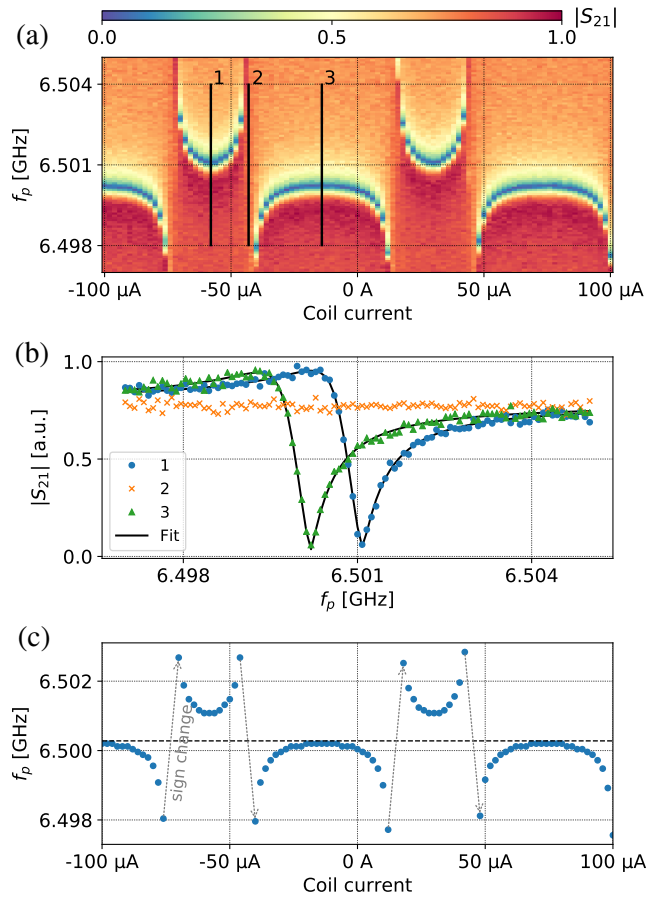 (a)
|S21|
0.0 0.5 1.0
1 2 3
6.504
6.501
6.498
fp [GHz]
-100 µA -50 µA 0 A 50 µA 100 µA
Coil current
(b)
1.0
0.5
0.0
|S21| [a.u.]
1
2
3
Fit
6.498 6.501 6.504
fp [GHz]
(c)
6.502
6.500
6.498
fp [GHz]
sign change
-100 µA -50 µA 0 A 50 µA 100 µA
Coil current